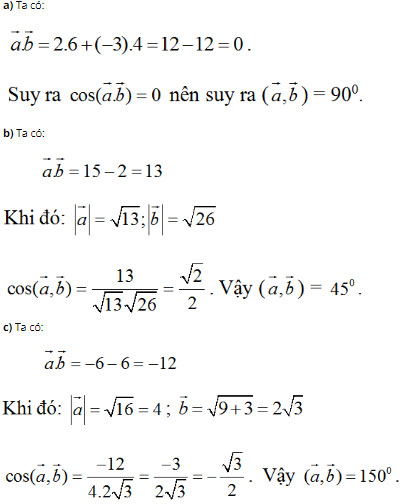 a) Ta có:
$\vec{a}\vec{b} = 2.6 + (-3).4 = 12 - 12 = 0$ .
Suy ra $\cos(\vec{a}.\vec{b}) = 0$ nên suy ra $(\vec{a},\vec{b}) = 90^0$.
b) Ta có:
$\vec{a}\vec{b} = 15 - 2 = 13$
Khi đó: $|\vec{a}| = \sqrt{13}; |\vec{b}| = \sqrt{26}$
$\cos(\vec{a},\vec{b}) = \frac{13}{\sqrt{13}\sqrt{26}} = \frac{\sqrt{2}}{2}$ . Vậy $(\vec{a},\vec{b}) = 45^0$ .
c) Ta có:
$\vec{a}\vec{b} = -6 - 6 = -12$
Khi đó: $|\vec{a}| = \sqrt{16} = 4$ ; $\vec{b} = \sqrt{9+3} = 2\sqrt{3}$
$\cos(\vec{a},\vec{b}) = \frac{-12}{4.2\sqrt{3}} = \frac{-3}{2\sqrt{3}} = -\frac{\sqrt{3}}{2}$ . Vậy $(\vec{a},\vec{b}) = 150^0$ .